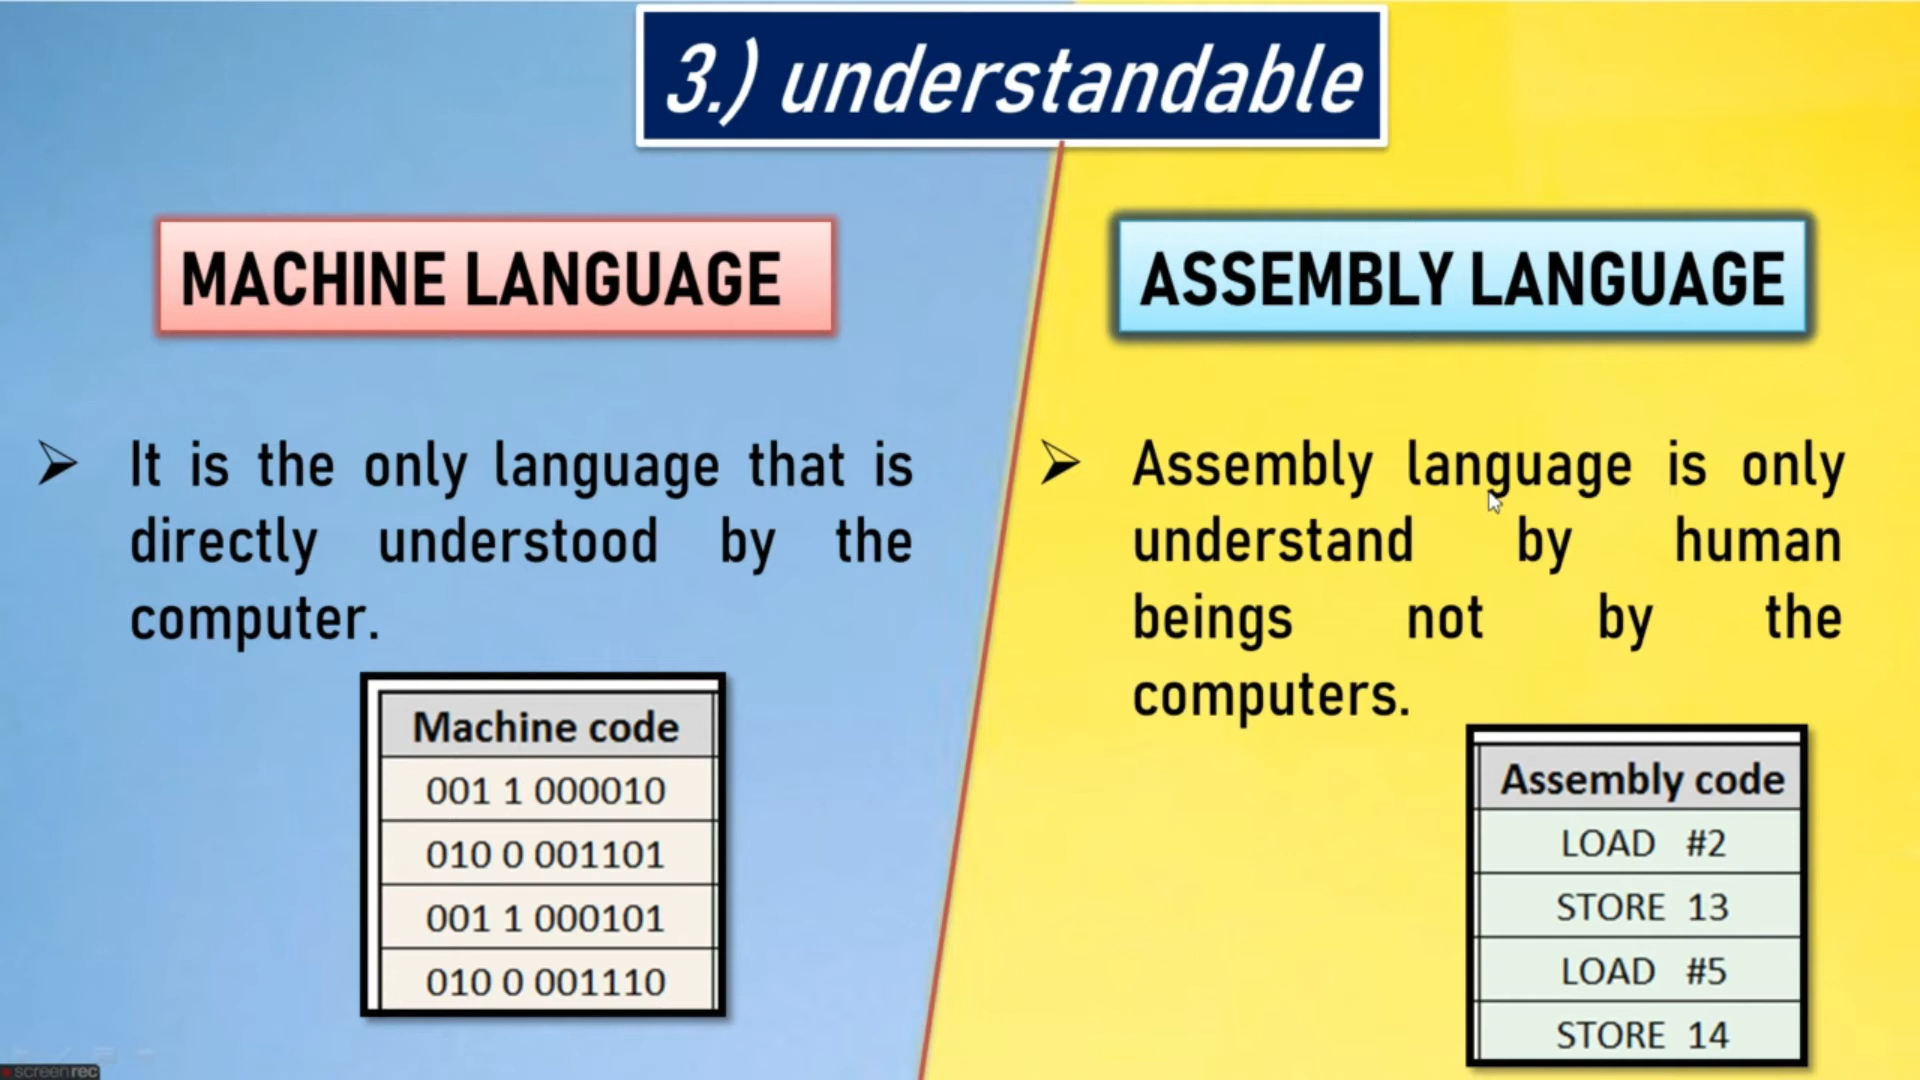 3.) understandable
MACHINE LANGUAGE
It is the only language that is
directly understood by the
computer.
Machine code
001 1 000010
010 0 001101
001 1 000101
010 0 001110
ASSEMBLY LANGUAGE
Assembly language is only
understand by human
beings not by the
computers.
Assembly code
LOAD #2
STORE 13
LOAD #5
STORE 14
screenrec